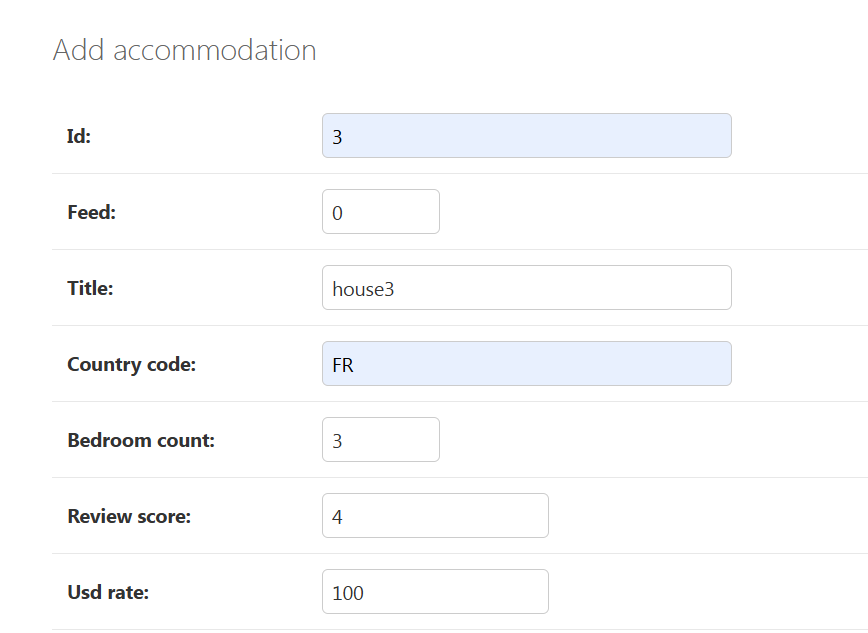 Add accommodation
Id: 3
Feed: 0
Title: house3
Country code: FR
Bedroom count: 3
Review score: 4
Usd rate: 100